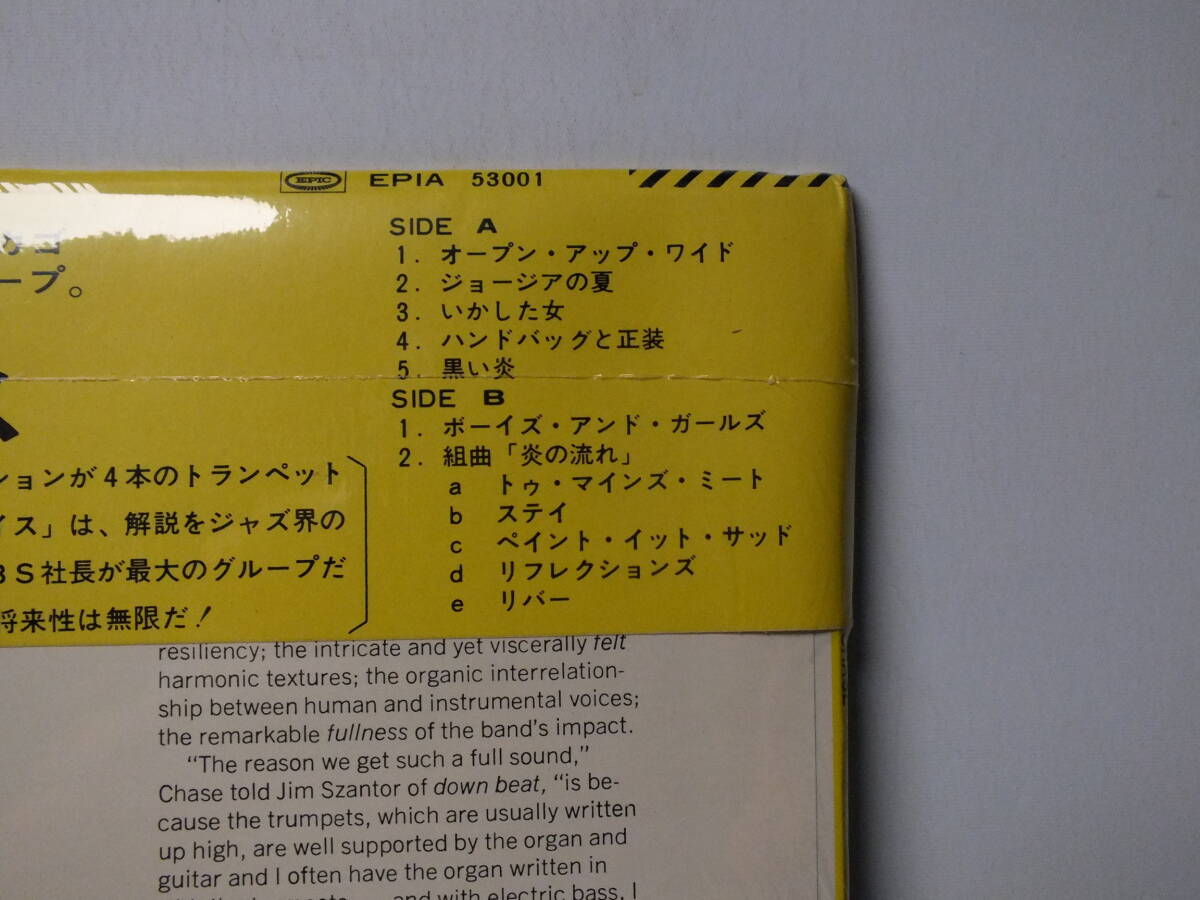 EPIC EPIA 53001
ープ。
SIDE A
1. オープン・アップ・ワイド
2. ジョージアの夏
3. いかした女
4. ハンドバッグと正装
5. 黒い炎
SIDE B
1. ボーイズ・アンド・ガールズ
2. 組曲「炎の流れ」
a トゥ・マインズ・ミート
b ステイ
c ペイント・イット・サッド
d リフレクションズ
e リバー
ションが4本のトランペット
イス」は、解説をジャズ界の
BS社長が最大のグループだ
将来性は無限だ!
resiliency; the intricate and yet viscerally felt
harmonic textures; the organic interrelation-
ship between human and instrumental voices;
the remarkable fullness of the band's impact.
"The reason we get such a full sound,"
Chase told Jim Szantor of down beat, "is be-
cause the trumpets, which are usually written
up high, are well supported by the organ and
guitar and I often have the organ written in
and with electric bass, I